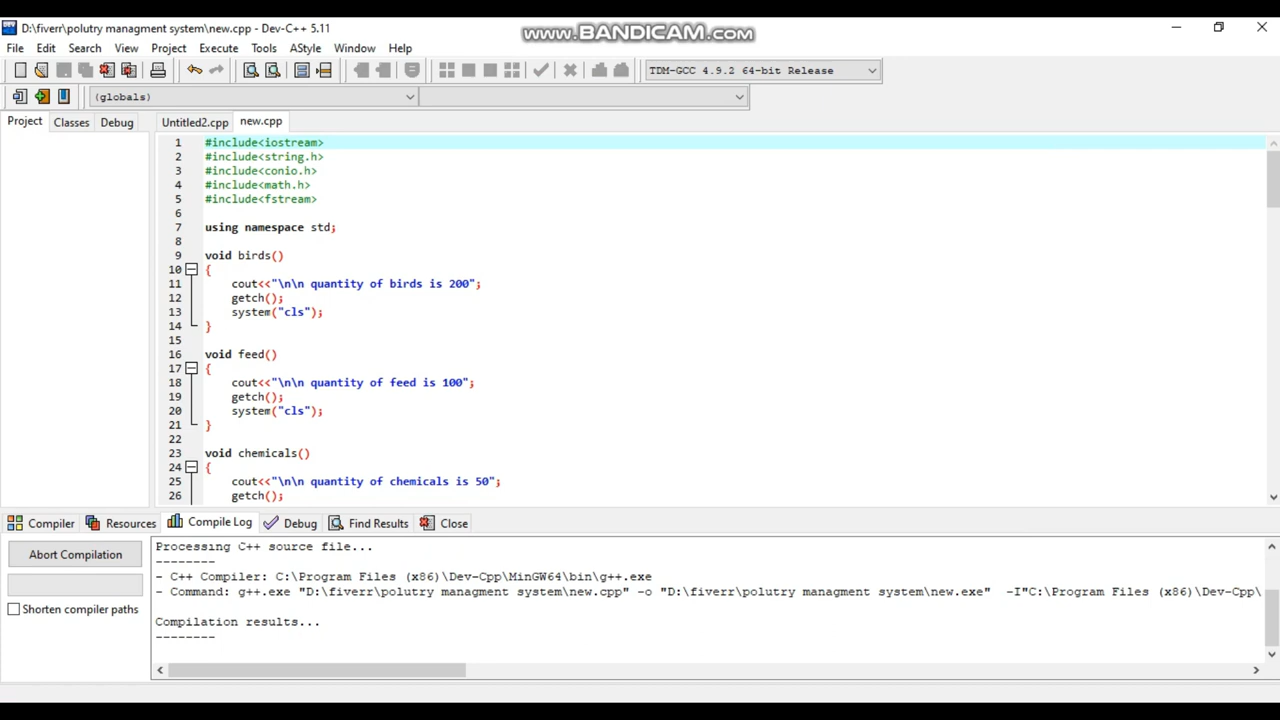 D:\fiverr\polutry managment system\new.cpp - Dev-C++ 5.11
www.BANDICAM.com
File Edit Search View Project Execute Tools AStyle Window Help
TDM-GCC 4.9.2 64-bit Release
(globals)
Project Classes Debug
Untitled2.cpp new.cpp
1 #include<iostream>
2 #include<string.h>
3 #include<conio.h>
4 #include<math.h>
5 #include<fstream>
6
7 using namespace std;
8
9 void birds()
10 {
11 cout<<"\n\n quantity of birds is 200";
12 getch();
13 system("cls");
14 }
15
16 void feed()
17 {
18 cout<<"\n\n quantity of feed is 100";
19 getch();
20 system("cls");
21 }
22
23 void chemicals()
24 {
25 cout<<"\n\n quantity of chemicals is 50";
26 getch();
Compiler Resources Compile Log Debug Find Results Close
Abort Compilation
Shorten compiler paths
Processing C++ source file...
--------
- C++ Compiler: C:\Program Files (x86)\Dev-Cpp\MinGW64\bin\g++.exe
- Command: g++.exe "D:\fiverr\polutry managment system\new.cpp" -o "D:\fiverr\polutry managment system\new.exe" -I"C:\Program Files (x86)\Dev-Cpp\
Compilation results...
--------